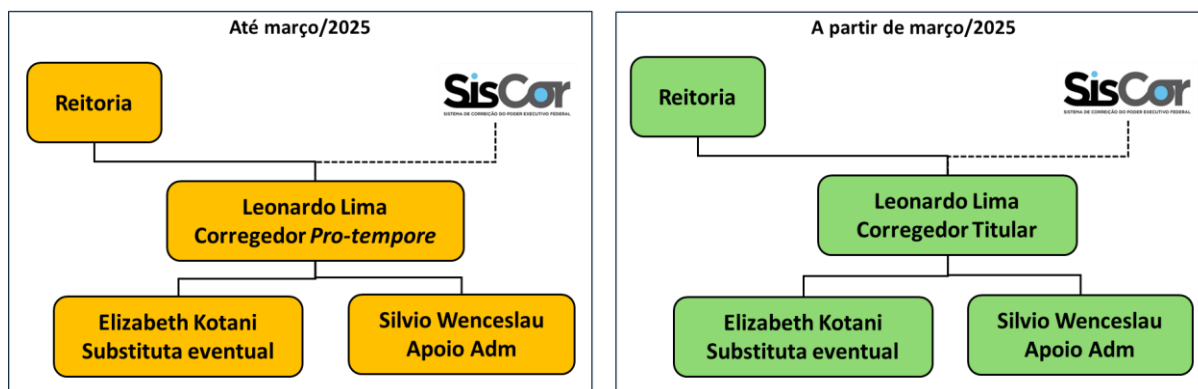 Até março/2025
Reitoria
SisCor
SISTEMA DE CORREIÇÃO DO PODER EXECUTIVO FEDERAL
Leonardo Lima
Corregedor Pro-tempore
Elizabeth Kotani
Substituta eventual
Silvio Wenceslau
Apoio Adm
A partir de março/2025
Reitoria
SisCor
SISTEMA DE CORREIÇÃO DO PODER EXECUTIVO FEDERAL
Leonardo Lima
Corregedor Titular
Elizabeth Kotani
Substituta eventual
Silvio Wenceslau
Apoio Adm